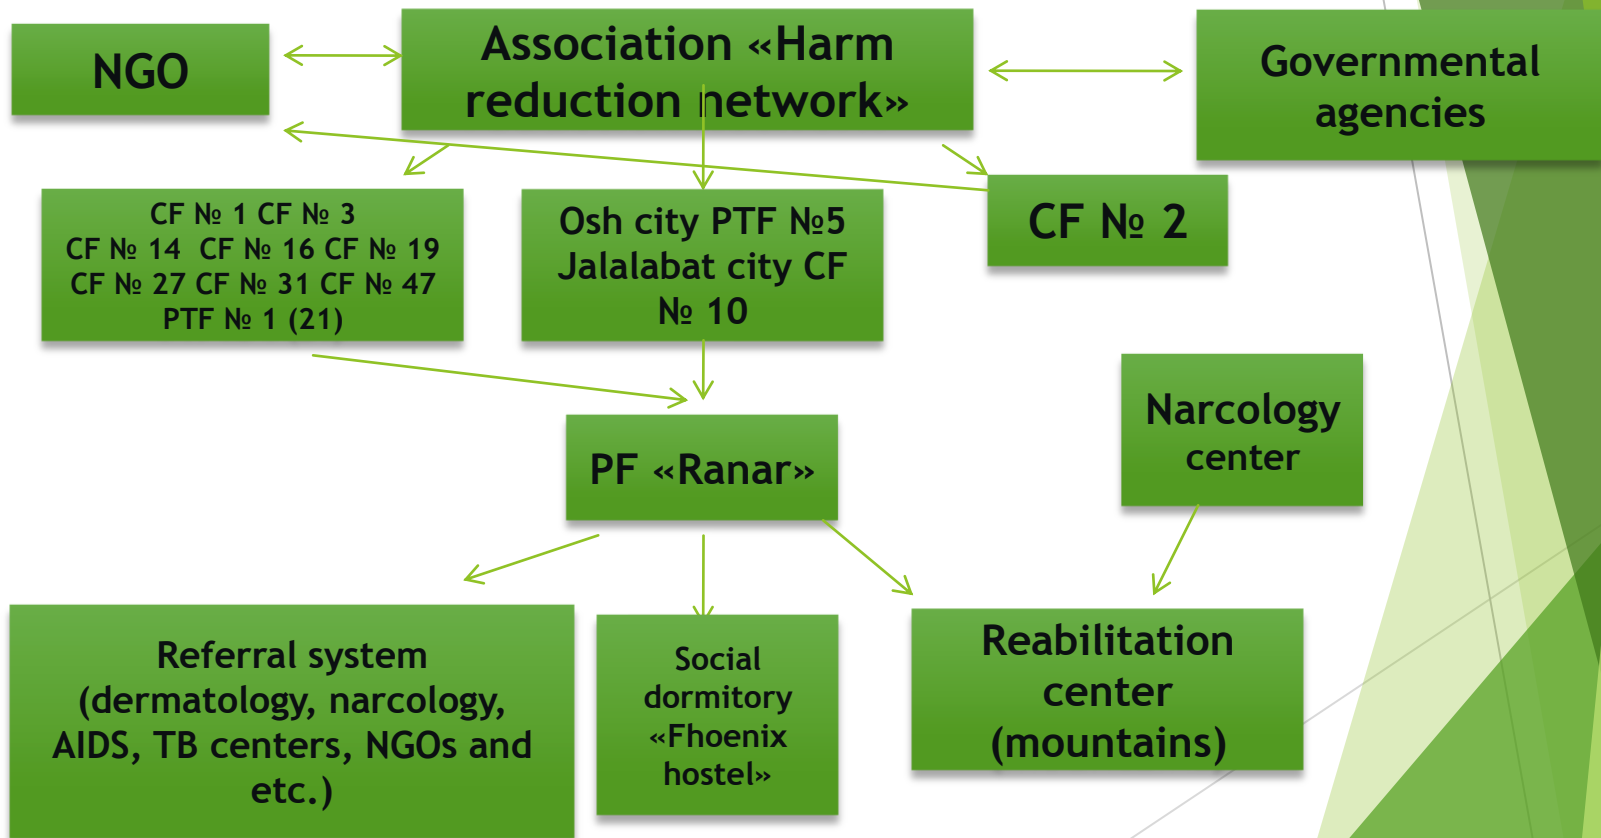 NGO
Association «Harm
reduction network»
Governmental
agencies
CF № 1 CF № 3
CF № 14 CF № 16 CF № 19
CF № 27 CF № 31 CF № 47
PTF № 1 (21)
Osh city PTF №5
Jalalabat city CF
№ 10
CF № 2
Narcology
center
PF «Ranar»
Referral system
(dermatology, narcology,
AIDS, TB centers, NGOs and
etc.)
Social
dormitory
«Fhoenix
hostel»
Reabilitation
center
(mountains)